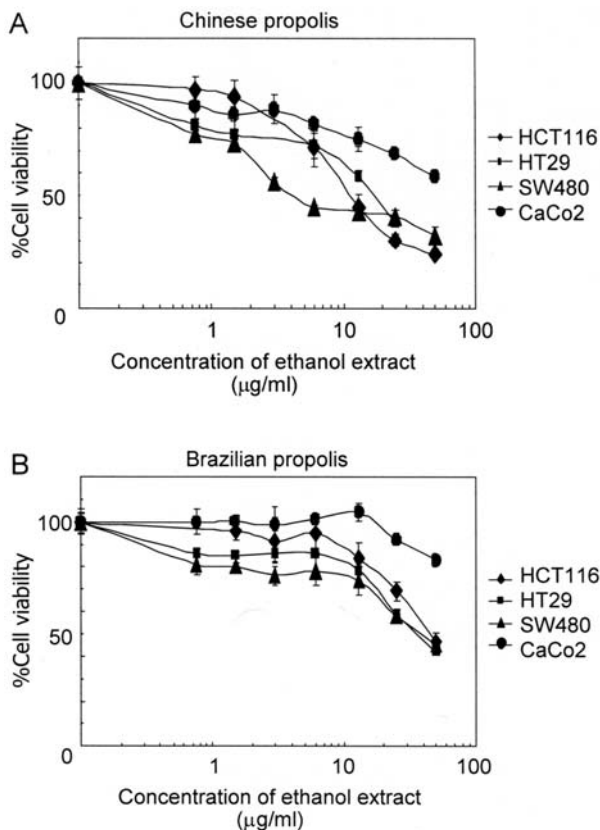 A
Chinese propolis
100
50
0
%Cell viability
HCT116
HT29
SW480
CaCo2
1
10
100
Concentration of ethanol extract
(μg/ml)
B
Brazilian propolis
100
50
0
%Cell viability
HCT116
HT29
SW480
CaCo2
1
10
100
Concentration of ethanol extract
(μg/ml)